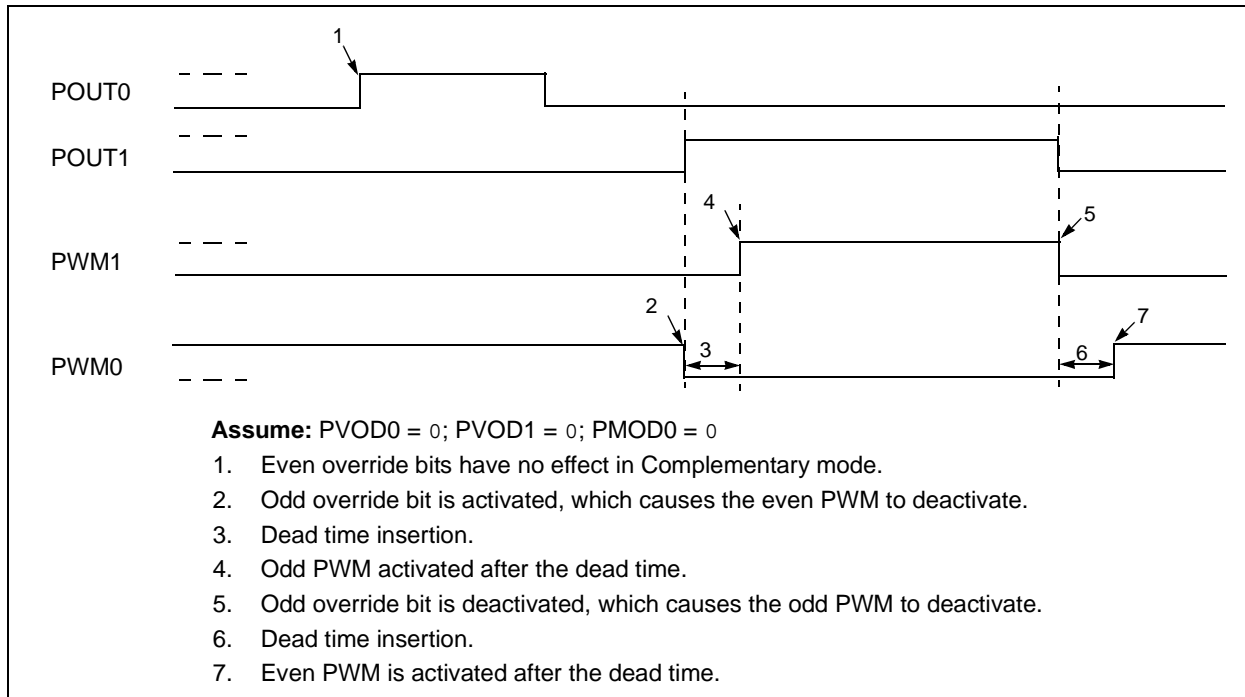 1
POUT0
POUT1
4
5
PWM1
2
7
3
6
PWM0
Assume: PVOD0 = 0; PVOD1 = 0; PMOD0 = 0
1. Even override bits have no effect in Complementary mode.
2. Odd override bit is activated, which causes the even PWM to deactivate.
3. Dead time insertion.
4. Odd PWM activated after the dead time.
5. Odd override bit is deactivated, which causes the odd PWM to deactivate.
6. Dead time insertion.
7. Even PWM is activated after the dead time.